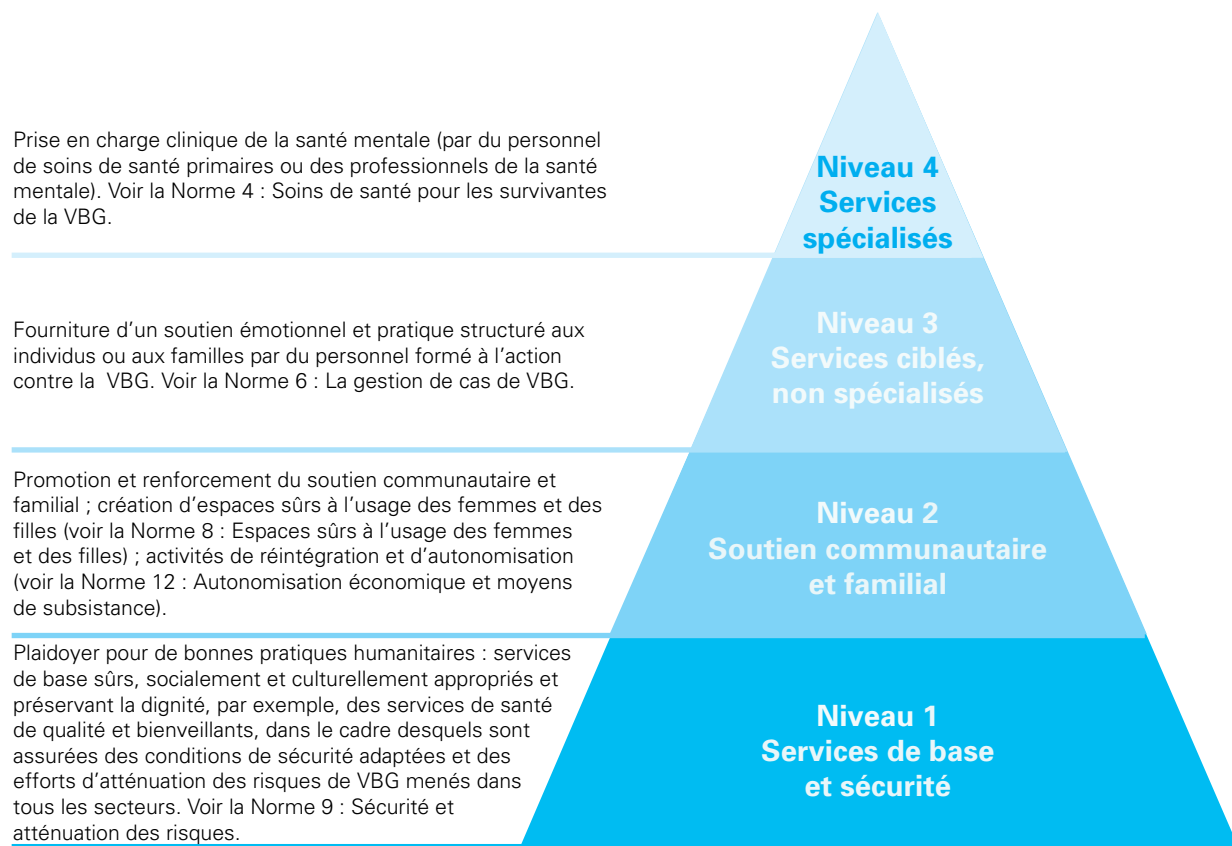 Prise en charge clinique de la santé mentale (par du personnel
de soins de santé primaires ou des professionnels de la santé
mentale). Voir la Norme 4 : Soins de santé pour les survivantes
de la VBG.
Niveau 4
Services
spécialisés
Fourniture d’un soutien émotionnel et pratique structuré aux
individus ou aux familles par du personnel formé à l’action
contre la  VBG. Voir la Norme 6 : La gestion de cas de VBG.
Niveau 3
Services ciblés,
non spécialisés
Promotion et renforcement du soutien communautaire et
familial ; création d’espaces sûrs à l’usage des femmes et des
filles (voir la Norme 8 : Espaces sûrs à l’usage des femmes
et des filles) ; activités de réintégration et d’autonomisation
(voir la Norme 12 : Autonomisation économique et moyens
de subsistance).
Niveau 2
Soutien communautaire
et familial
Plaidoyer pour de bonnes pratiques humanitaires : services
de base sûrs, socialement et culturellement appropriés et
préservant la dignité, par exemple, des services de santé
de qualité et bienveillants, dans le cadre desquels sont
assurées des conditions de sécurité adaptées et des
efforts d’atténuation des risques de VBG menés dans
tous les secteurs. Voir la Norme 9 : Sécurité et
atténuation des risques.
Niveau 1
Services de base
et sécurité